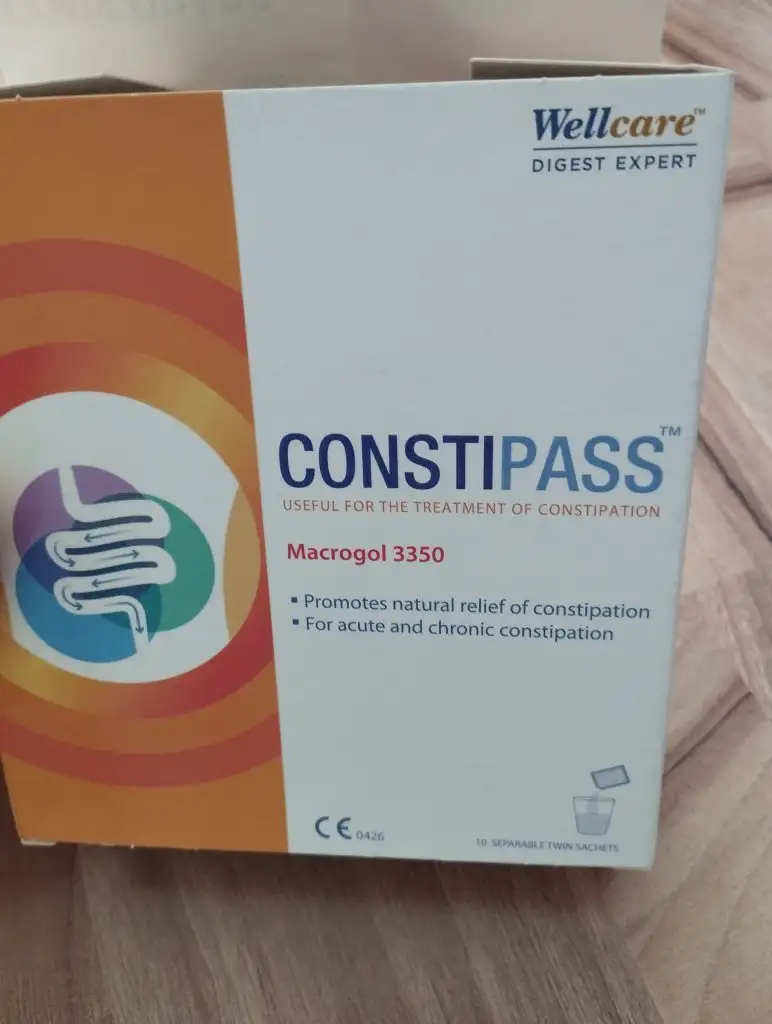 Wellcare™
DIGEST EXPERT
CONSTIPASS™
USEFUL FOR THE TREATMENT OF CONSTIPATION
Macrogol 3350
▪ Promotes natural relief of constipation
▪ For acute and chronic constipation
CE 0426
10 SEPARABLE TWIN SACHETS